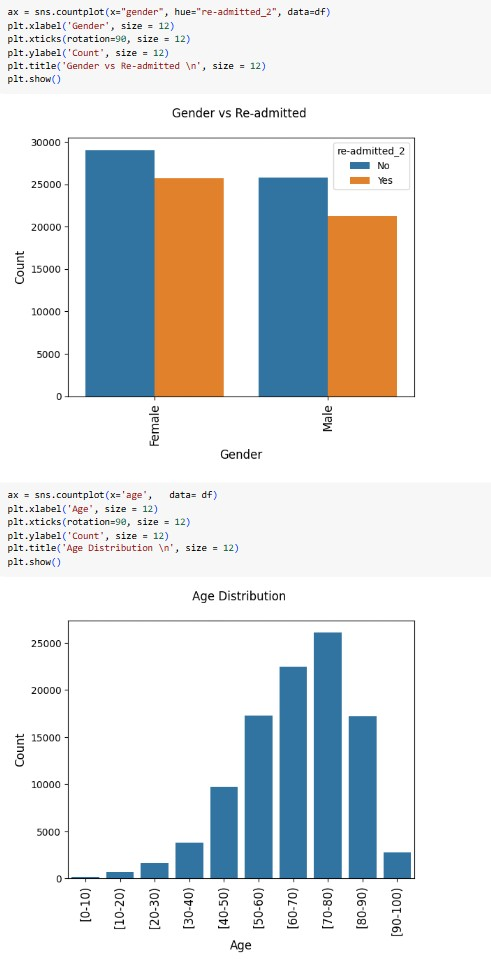 ax = sns.countplot(x="gender", hue="re-admitted_2", data=df)
plt.xlabel('Gender', size = 12)
plt.xticks(rotation=90, size = 12)
plt.ylabel('Count', size = 12)
plt.title('Gender vs Re-admitted \n', size = 12)
plt.show()
Gender vs Re-admitted
re-admitted_2
No
Yes
30000
25000
20000
15000
10000
5000
0
Count
Female
Male
Gender
ax = sns.countplot(x='age',   data= df)
plt.xlabel('Age', size = 12)
plt.xticks(rotation=90, size = 12)
plt.ylabel('Count', size = 12)
plt.title('Age Distribution \n', size = 12)
plt.show()
Age Distribution
25000
20000
15000
10000
5000
0
Count
[0-10)
[10-20)
[20-30)
[30-40)
[40-50)
[50-60)
[60-70)
[70-80)
[80-90)
[90-100)
Age